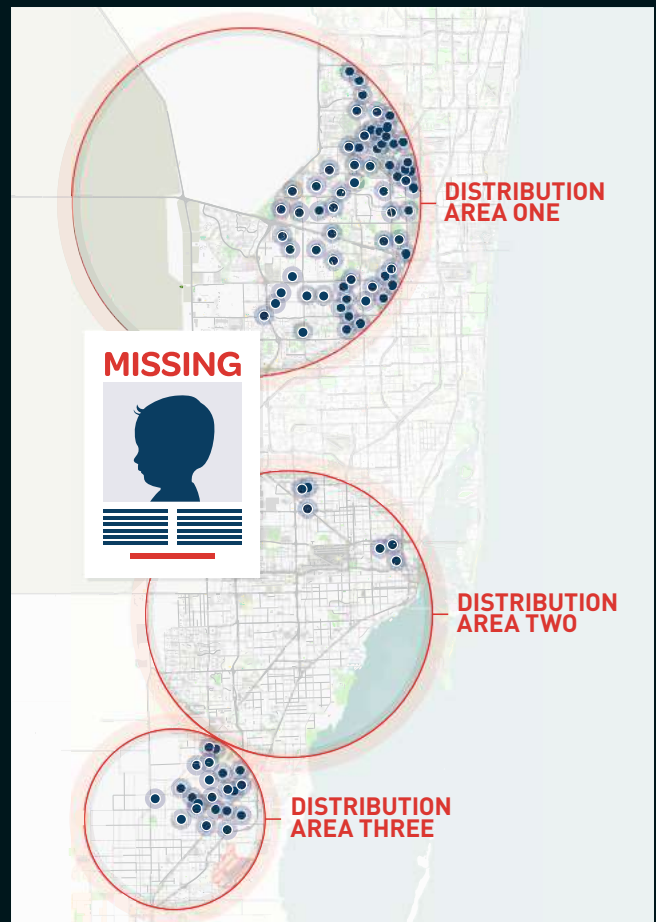 DISTRIBUTION
AREA ONE
MISSING
DISTRIBUTION
AREA TWO
DISTRIBUTION
AREA THREE